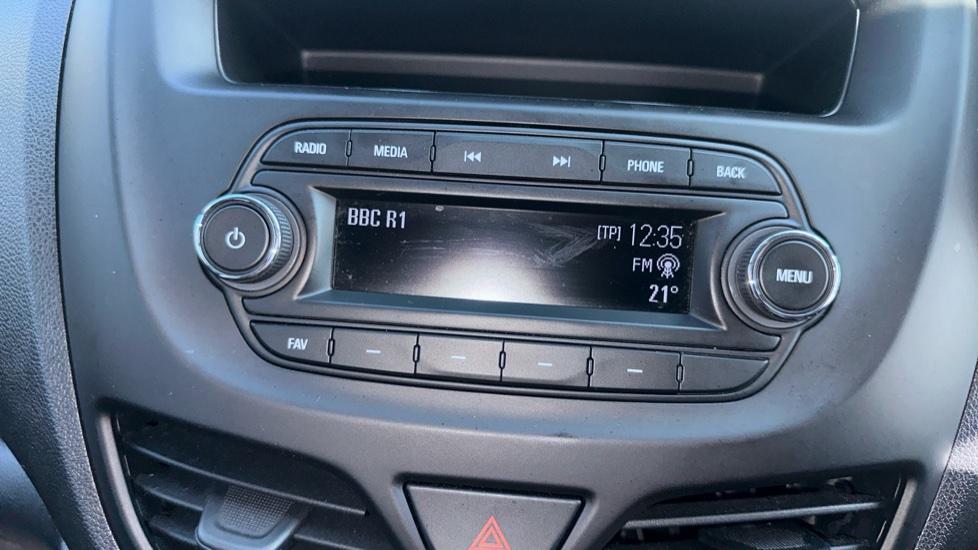 RADIO MEDIA PHONE BACK
BBC R1 [TP] 12:35
FM
21°
MENU
FAV